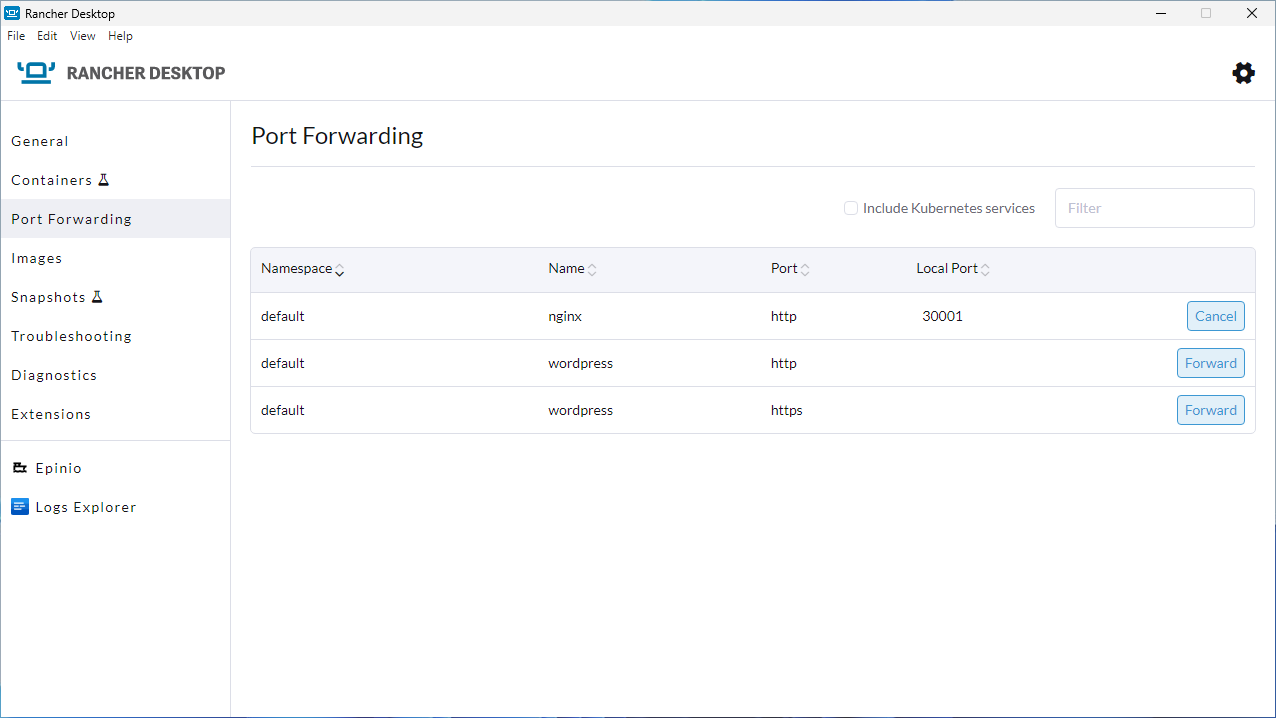 Rancher Desktop
File Edit View Help
RANCHER DESKTOP
General
Containers
Port Forwarding
Images
Snapshots
Troubleshooting
Diagnostics
Extensions
Epinio
Logs Explorer
Port Forwarding
Include Kubernetes services Filter
Namespace Name Port Local Port
default nginx http 30001 Cancel
default wordpress http Forward
default wordpress https Forward